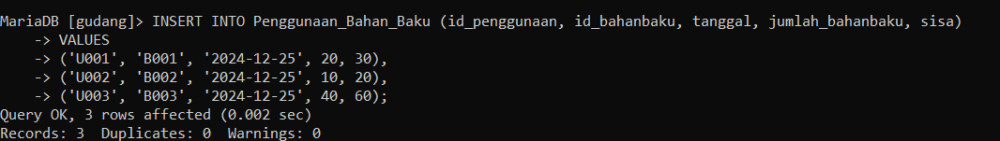 MariaDB [gudang]> INSERT INTO Penggunaan_Bahan_Baku (id_penggunaan, id_bahanbaku, tanggal, jumlah_bahanbaku, sisa)
    -> VALUES
    -> ('U001', 'B001', '2024-12-25', 20, 30),
    -> ('U002', 'B002', '2024-12-25', 10, 20),
    -> ('U003', 'B003', '2024-12-25', 40, 60);
Query OK, 3 rows affected (0.002 sec)
Records: 3  Duplicates: 0  Warnings: 0